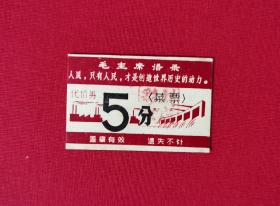 毛主席语录
人民，只有人民，才是创造世界历史的动力。
代价券
5分
〈菜票〉
盖章有效 遗失不补